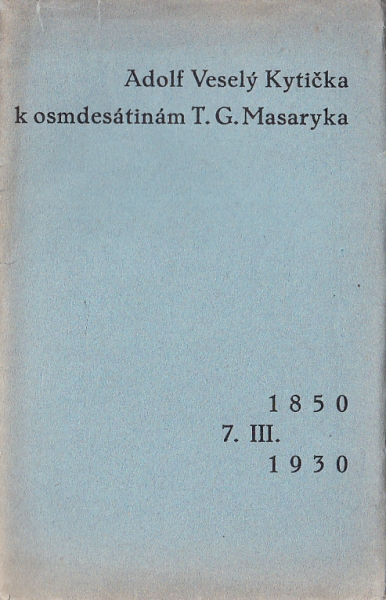 Adolf Veselý Kytička
k osmdesátinám T. G. Masaryka
1850
7. III.
1930